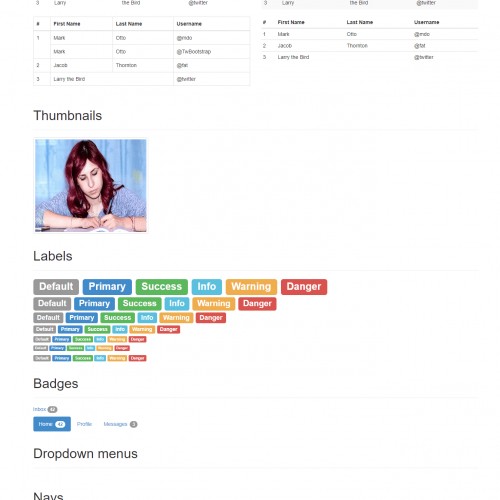 3 Larry the Bird @twitter
3 Larry the Bird @twitter
# First Name Last Name Username
1 Mark Otto @mdo
Mark Otto @TwBootstrap
2 Jacob Thornton @fat
3 Larry the Bird @twitter
# First Name Last Name Username
1 Mark Otto @mdo
2 Jacob Thornton @fat
3 Larry the Bird @twitter
Thumbnails
Labels
Default Primary Success Info Warning Danger
Default Primary Success Info Warning Danger
Default Primary Success Info Warning Danger
Default Primary Success Info Warning Danger
Default Primary Success Info Warning Danger
Default Primary Success Info Warning Danger
Default Primary Success Info Warning Danger
Badges
Inbox 42
Home 42 Profile Messages 3
Dropdown menus
Navs